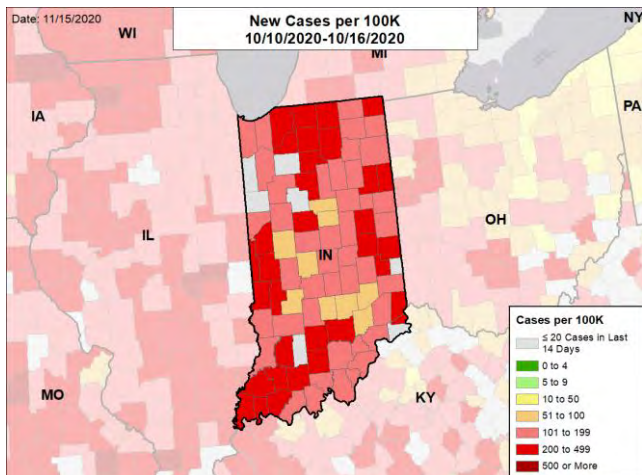 Date: 11/15/2020
New Cases per 100K
10/10/2020-10/16/2020
WI
MI
NY
IA
PA
IL
IN
OH
MO
KY
Cases per 100K
≤ 20 Cases in Last
14 Days
0 to 4
5 to 9
10 to 50
51 to 100
101 to 199
200 to 499
500 or More